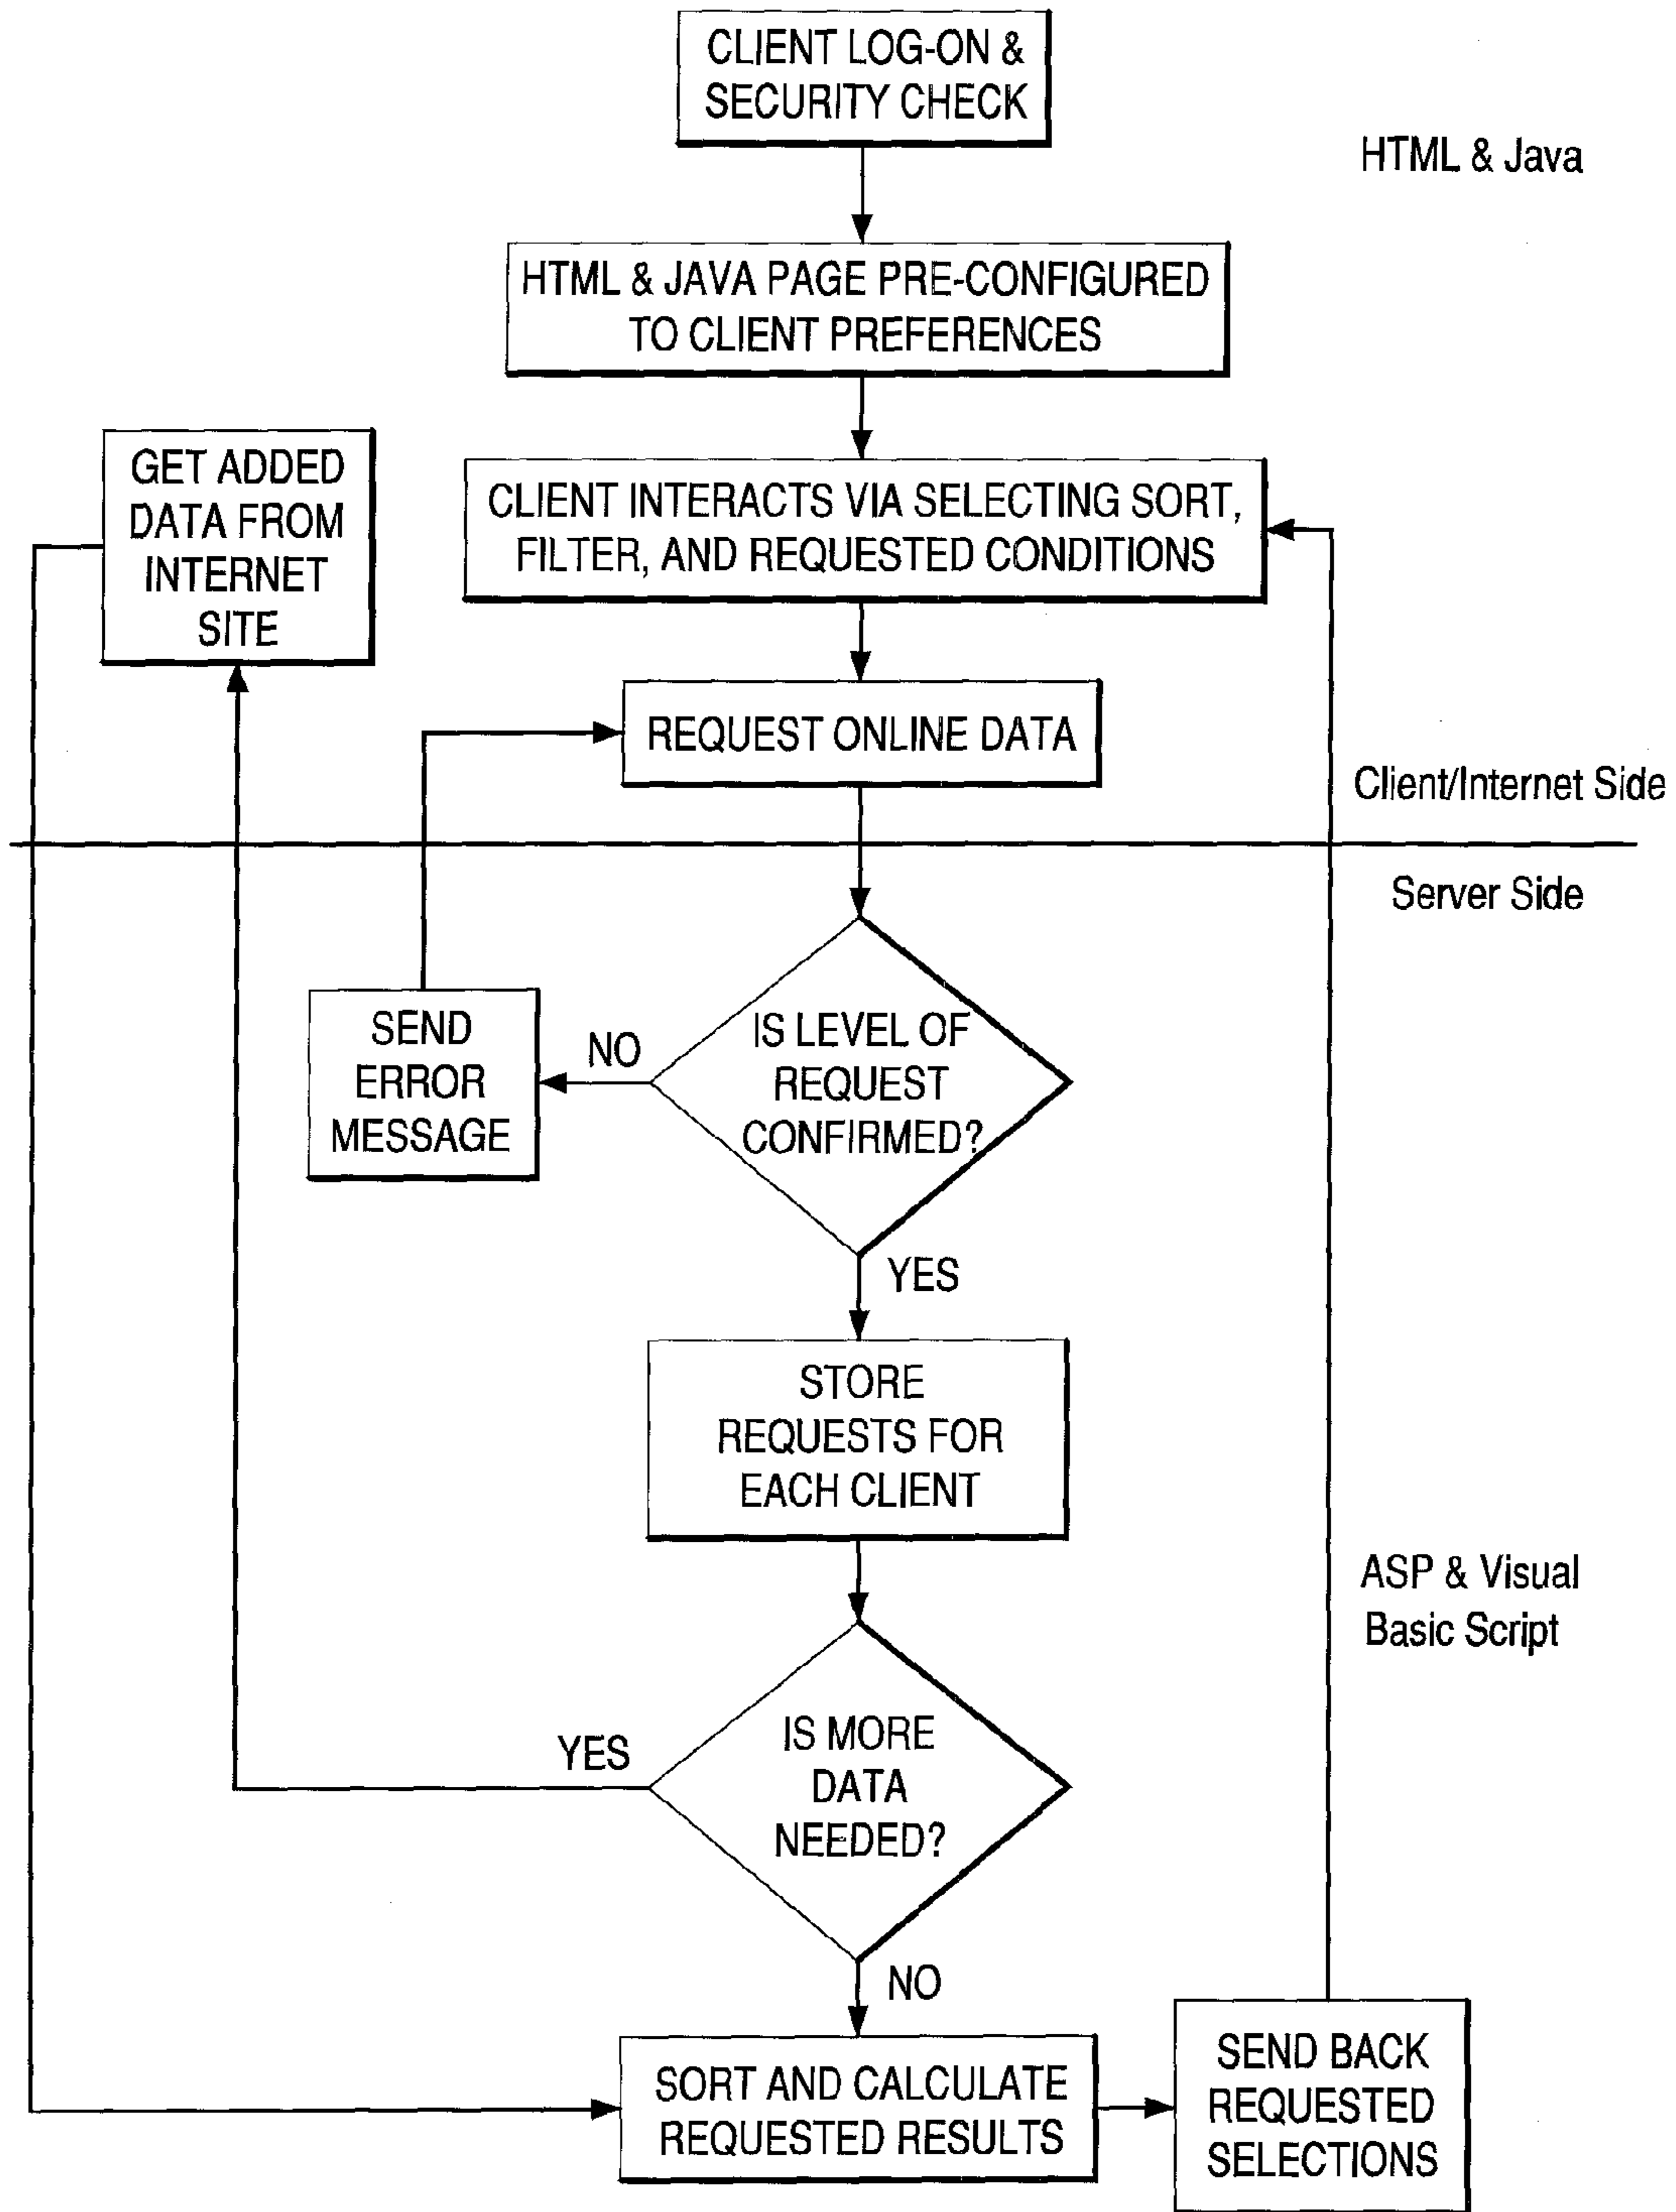 CLIENT LOG-ON &
SECURITY CHECK
HTML & Java
HTML & JAVA PAGE PRE-CONFIGURED
TO CLIENT PREFERENCES
GET ADDED
DATA FROM
INTERNET
SITE
CLIENT INTERACTS VIA SELECTING SORT,
FILTER, AND REQUESTED CONDITIONS
REQUEST ONLINE DATA
Client/Internet Side
Server Side
SEND
ERROR
MESSAGE
NO
IS LEVEL OF
REQUEST
CONFIRMED?
YES
STORE
REQUESTS FOR
EACH CLIENT
ASP & Visual
Basic Script
YES
IS MORE
DATA
NEEDED?
NO
SORT AND CALCULATE
REQUESTED RESULTS
SEND BACK
REQUESTED
SELECTIONS